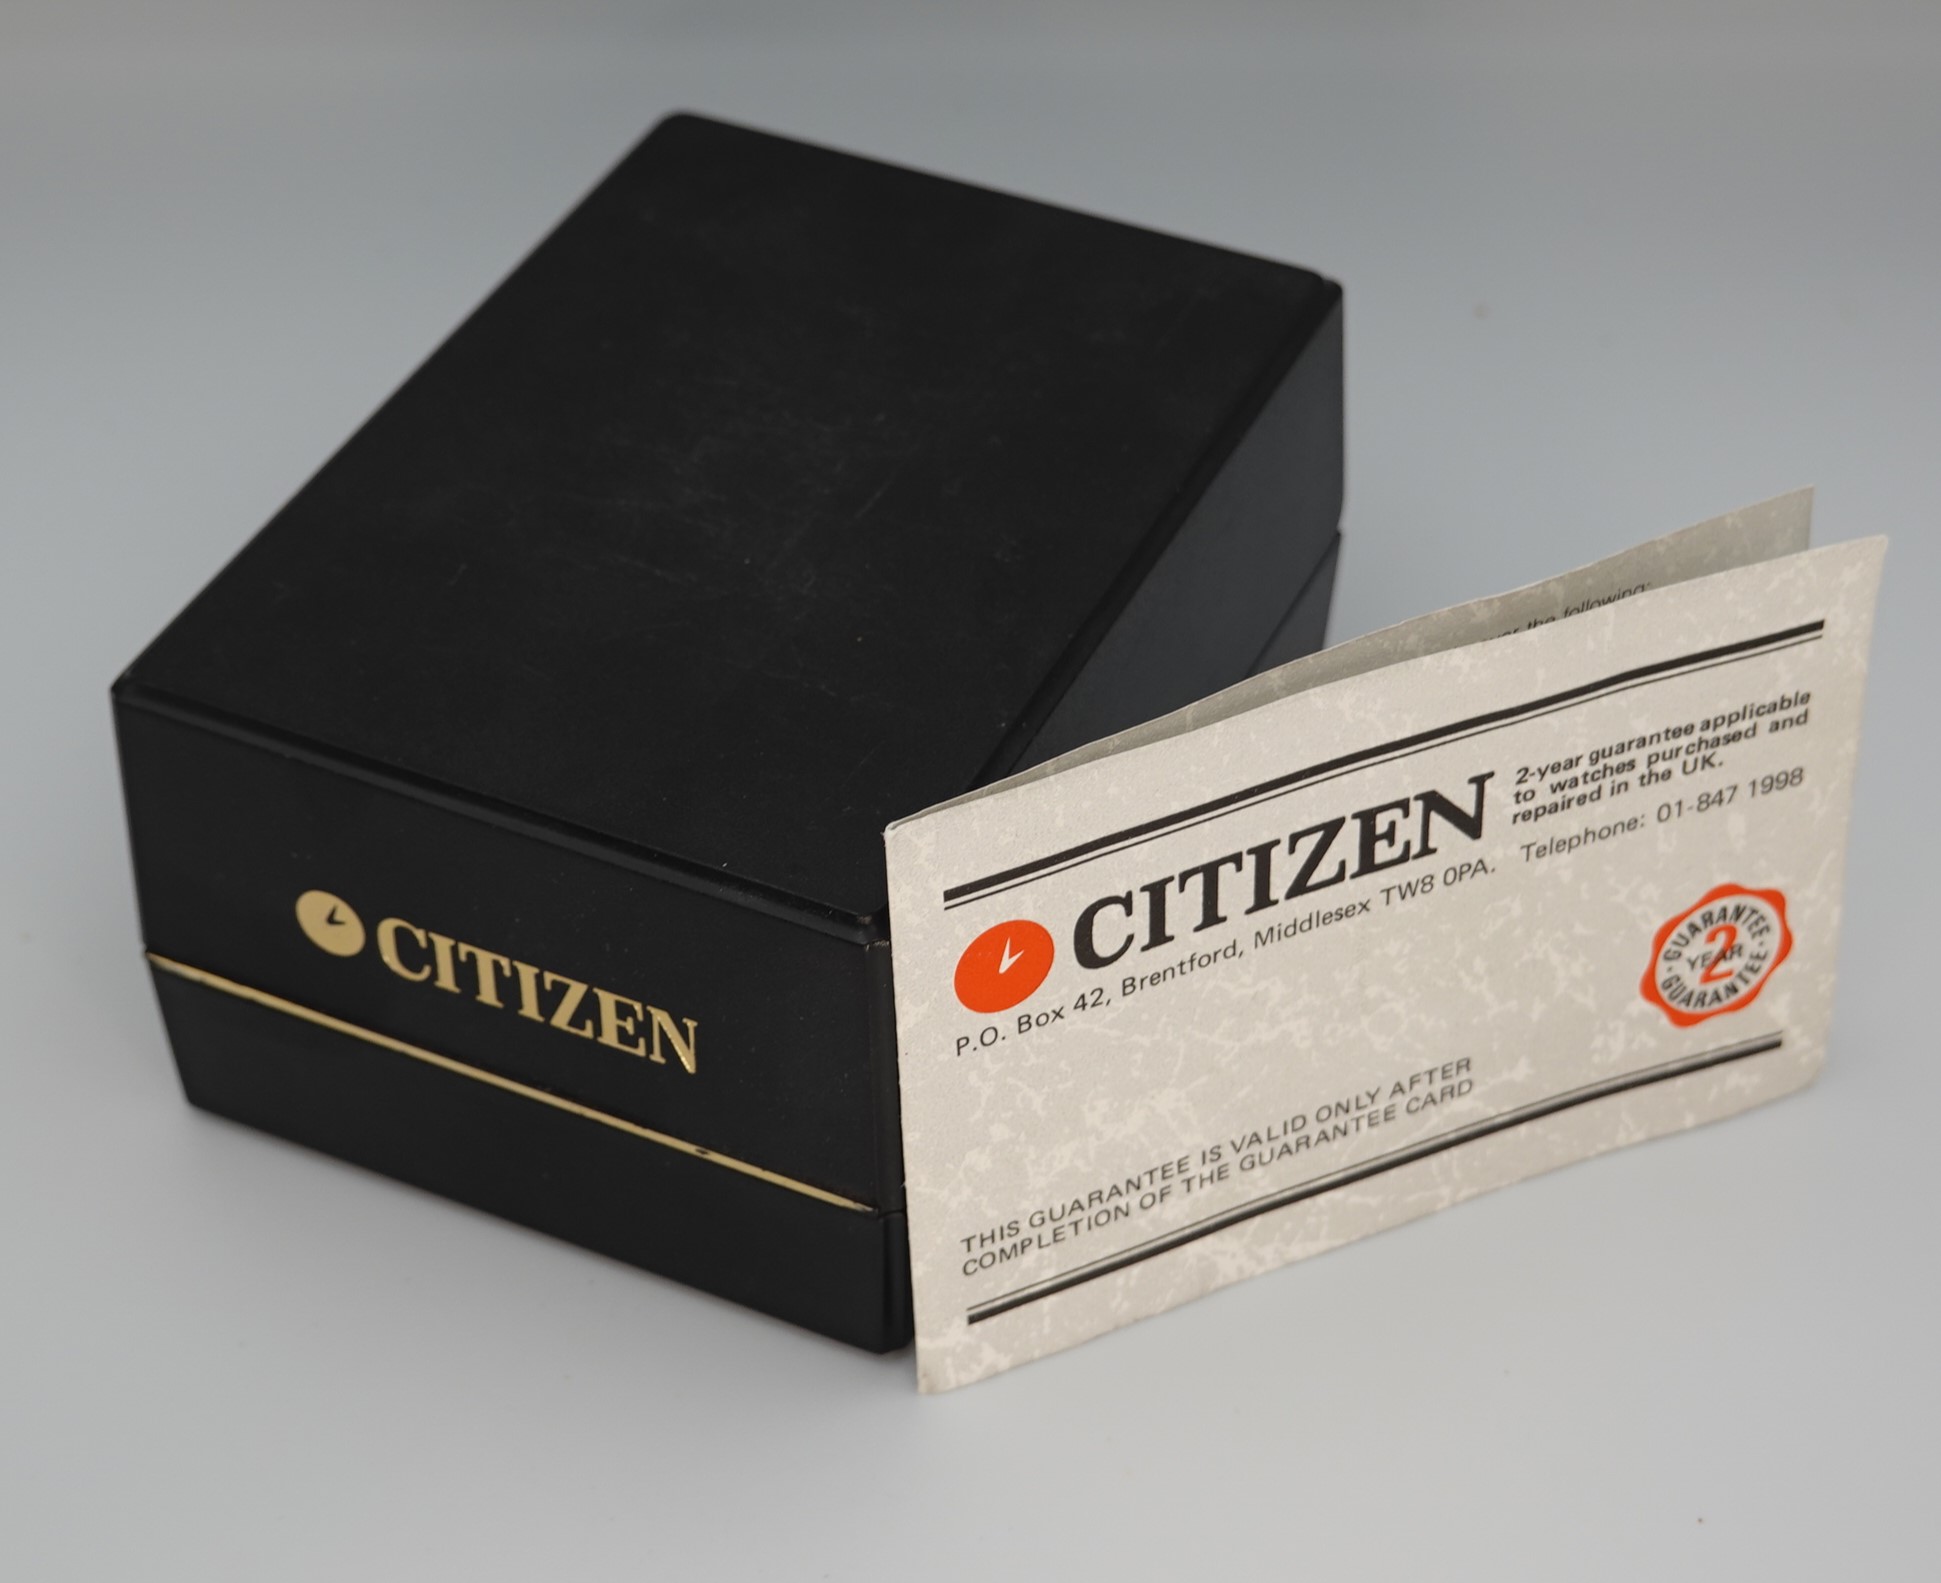 CITIZEN
the following:
CITIZEN
2-year guarantee applicable
to watches purchased and
repaired in the UK.
P.O. Box 42, Brentford, Middlesex TW8 0PA. Telephone: 01-847 1998
GUARANTEE · GUARANTEE ·
2
YEAR
THIS GUARANTEE IS VALID ONLY AFTER
COMPLETION OF THE GUARANTEE CARD